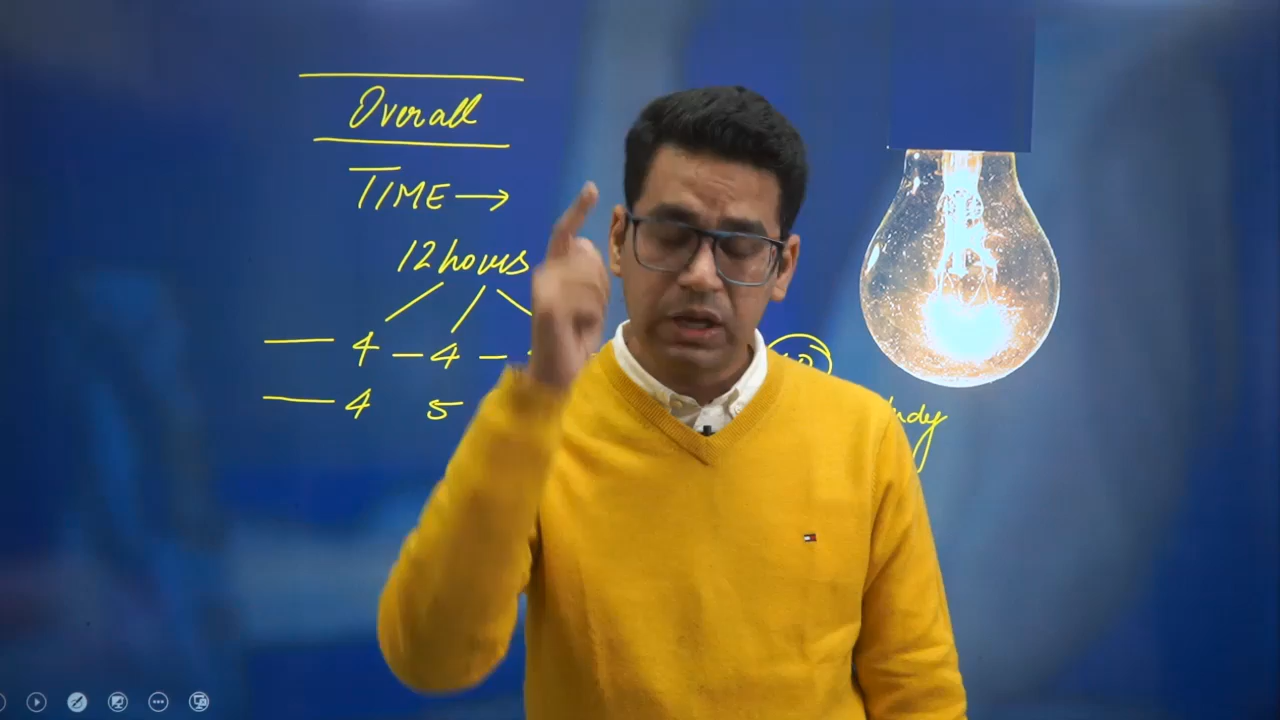 Overall
TIME →
12 hours
— 4 — 4 —
— 4 5